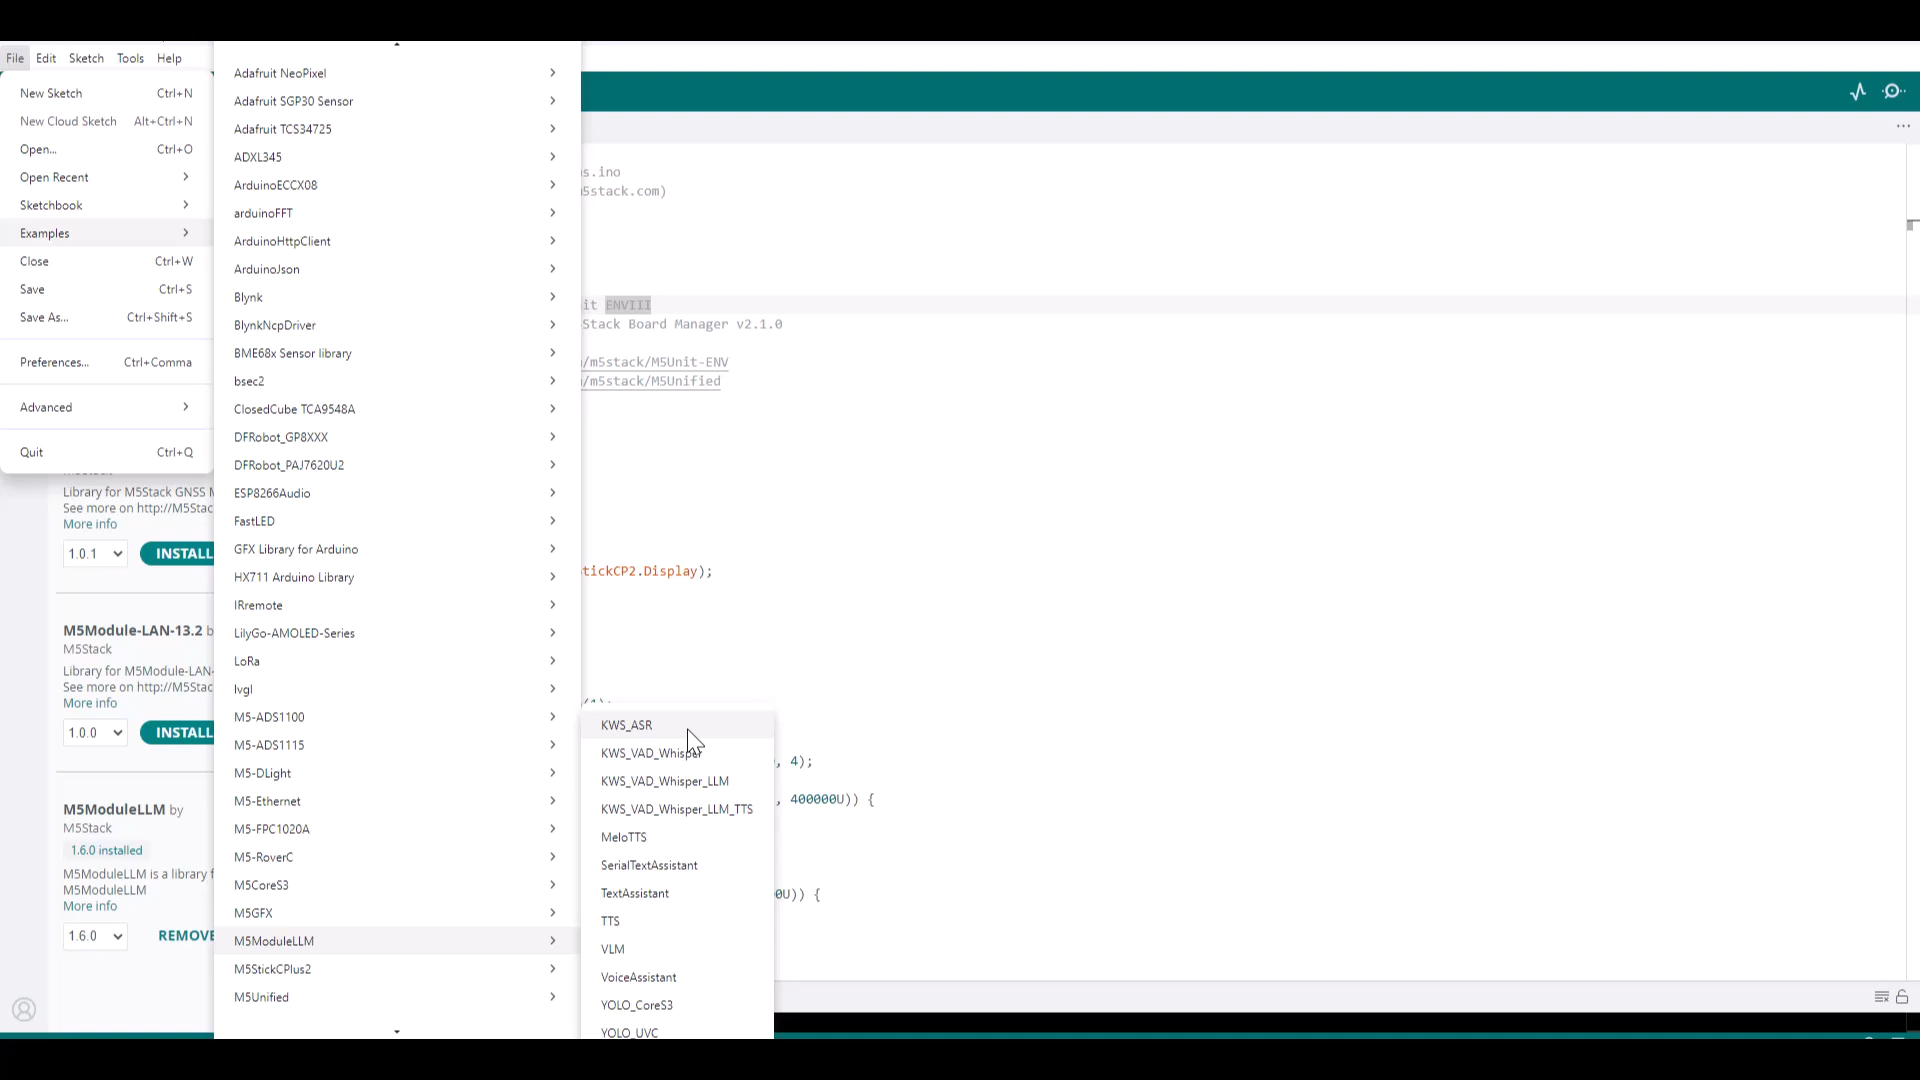 File Edit Sketch Tools Help
New Sketch Ctrl+N
New Cloud Sketch Alt+Ctrl+N
Open... Ctrl+O
Open Recent
Sketchbook
Examples
Close Ctrl+W
Save Ctrl+S
Save As... Ctrl+Shift+S
Preferences... Ctrl+Comma
Advanced
Quit Ctrl+Q
Library for M5Stack GNSS M
See more on http://M5Stac
More info
1.0.1 INSTALL
M5Module-LAN-13.2 b
M5Stack
Library for M5Module-LAN-
See more on http://M5Stac
More info
1.0.0 INSTALL
M5ModuleLLM by
M5Stack
1.6.0 installed
M5ModuleLLM is a library f
M5ModuleLLM
More info
1.6.0 REMOVE
Adafruit NeoPixel
Adafruit SGP30 Sensor
Adafruit TCS34725
ADXL345
ArduinoECCX08
arduinoFFT
ArduinoHttpClient
ArduinoJson
Blynk
BlynkNcpDriver
BME68x Sensor library
bsec2
ClosedCube TCA9548A
DFRobot_GP8XXX
DFRobot_PAJ7620U2
ESP8266Audio
FastLED
GFX Library for Arduino
HX711 Arduino Library
IRremote
LilyGo-AMOLED-Series
LoRa
lvgl
M5-ADS1100
M5-ADS1115
M5-DLight
M5-Ethernet
M5-FPC1020A
M5-RoverC
M5CoreS3
M5GFX
M5ModuleLLM
M5StickCPlus2
M5Unified
KWS_ASR
KWS_VAD_Whisper
KWS_VAD_Whisper_LLM
KWS_VAD_Whisper_LLM_TTS
MeloTTS
SerialTextAssistant
TextAssistant
TTS
VLM
VoiceAssistant
YOLO_CoreS3
YOLO_UVC
s.ino
5stack.com)
it ENVIII
Stack Board Manager v2.1.0
/m5stack/M5Unit-ENV
/m5stack/M5Unified
tickCP2.Display);
, 4);
, 400000U)) {
0U)) {